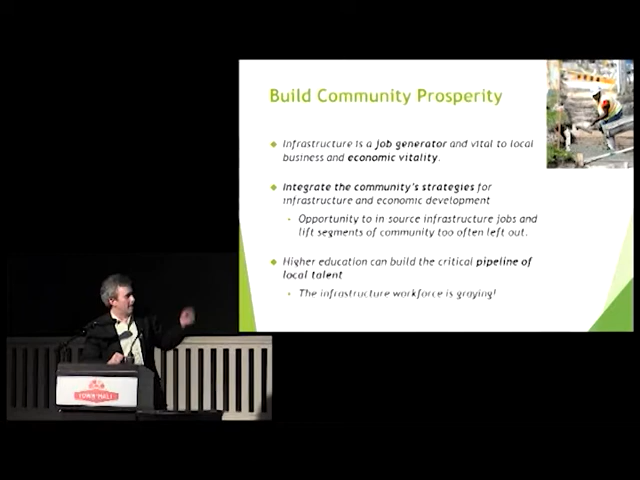 Build Community Prosperity
Infrastructure is a job generator and vital to local
business and economic vitality.
Integrate the community's strategies for
infrastructure and economic development
Opportunity to in source infrastructure jobs and
lift segments of community too often left out.
Higher education can build the critical pipeline of
local talent
The infrastructure workforce is graying!
TOWN HALL